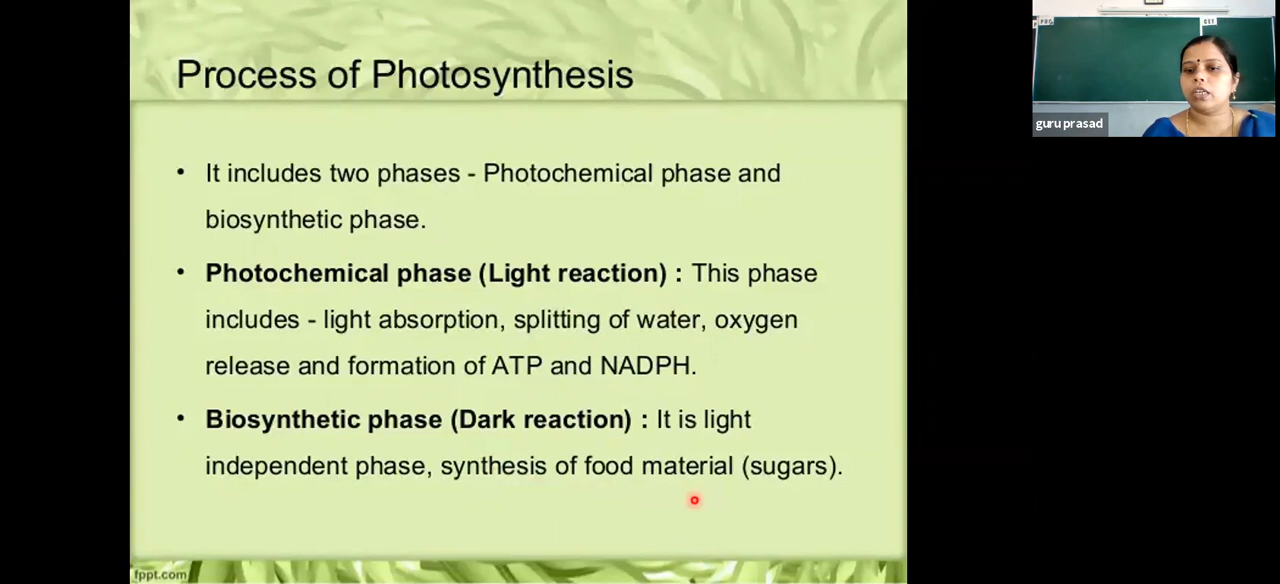 Process of Photosynthesis
• It includes two phases - Photochemical phase and
biosynthetic phase.
• Photochemical phase (Light reaction) : This phase
includes - light absorption, splitting of water, oxygen
release and formation of ATP and NADPH.
• Biosynthetic phase (Dark reaction) : It is light
independent phase, synthesis of food material (sugars).
fppt.com
CET
guru prasad